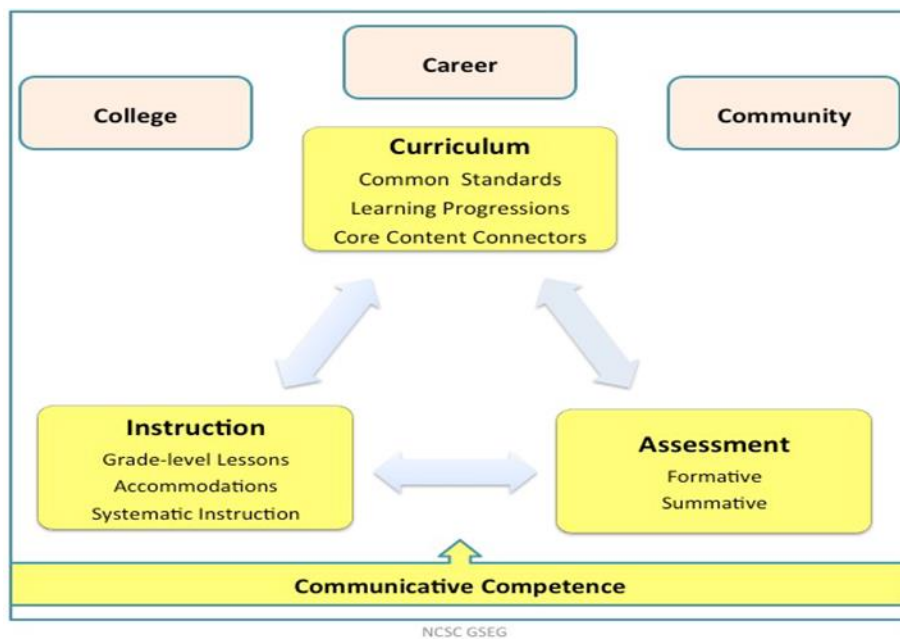 Career
College
Community
Curriculum
Common Standards
Learning Progressions
Core Content Connectors
Instruction
Grade-level Lessons
Accommodations
Systematic Instruction
Assessment
Formative
Summative
Communicative Competence
NCSC GSEG